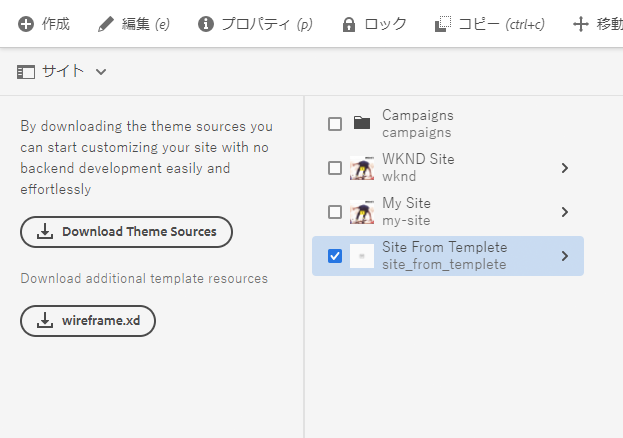 作成 編集 (e) プロパティ (p) ロック コピー (ctrl+c) 移動
サイト
By downloading the theme sources you
can start customizing your site with no
backend development easily and
effortlessly
Download Theme Sources
Download additional template resources
wireframe.xd
Campaigns
campaigns
WKND Site
wknd
My Site
my-site
Site From Templete
site_from_templete